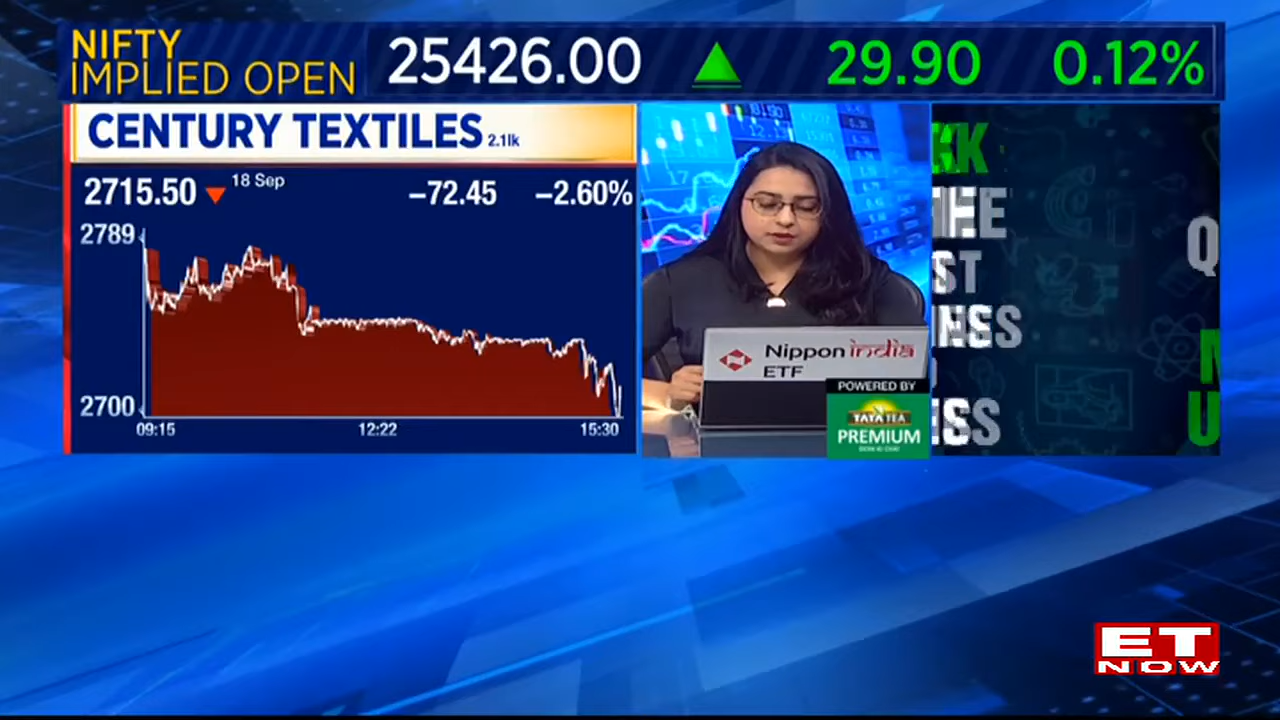 NIFTY
IMPLIED OPEN
25426.00 ▲ 29.90 0.12%
CENTURY TEXTILES 2.1lk
2715.50 ▼ 18 Sep −72.45 −2.60%
2789
2700
09:15 12:22 15:30
Nippon india
ETF
POWERED BY
TATA TEA
PREMIUM
ET
NOW